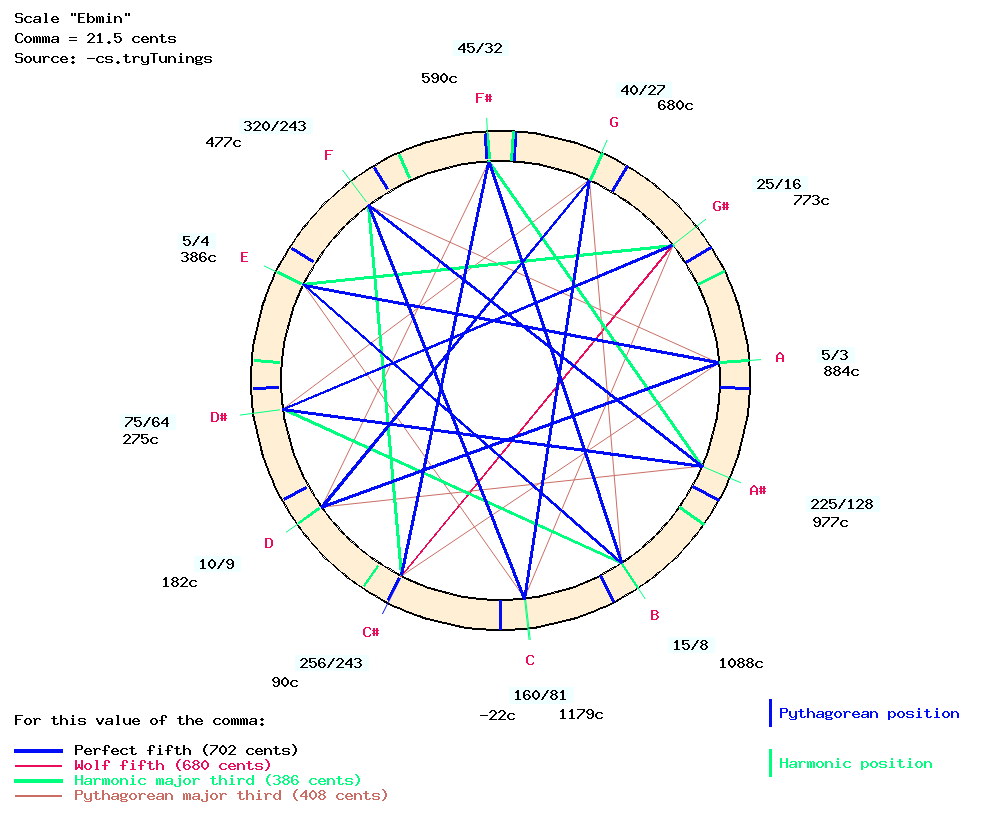 Scale "Ebmin"
Comma = 21.5 cents
Source: -cs.tryTunings
45/32
590c
F#
40/27
680c
G
320/243
477c
F
25/16
773c
G#
5/4
386c
E
5/3
884c
A
75/64
275c
D#
225/128
977c
A#
10/9
182c
D
256/243
90c
C#
15/8
1088c
B
160/81
-22c 1179c
C
For this value of the comma:
Perfect fifth (702 cents)
Wolf fifth (680 cents)
Harmonic major third (386 cents)
Pythagorean major third (408 cents)
Pythagorean position
Harmonic position